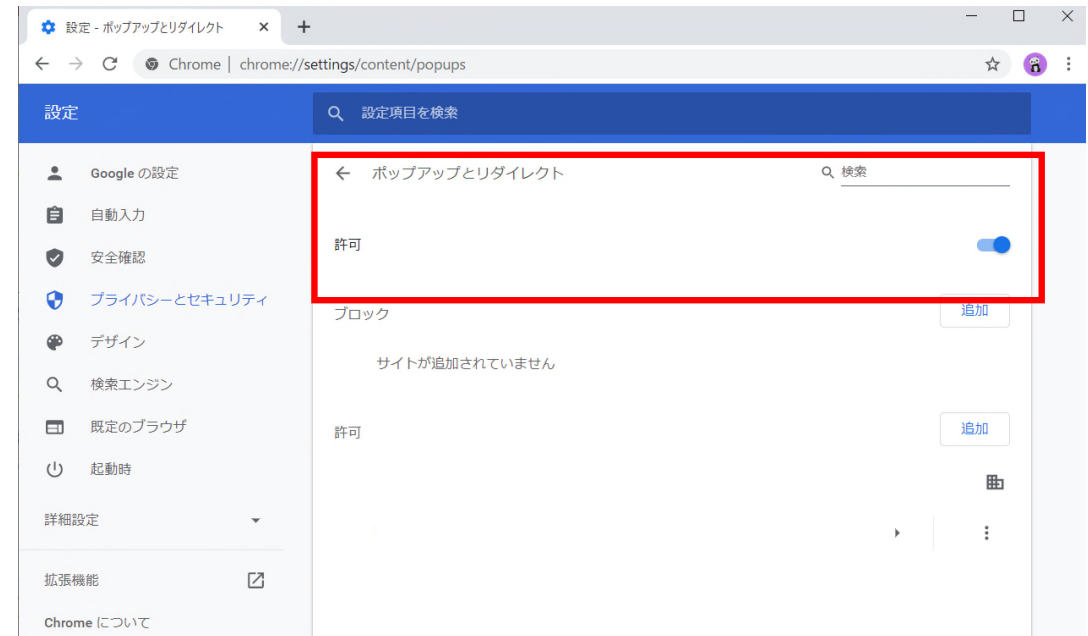 設定 - ポップアップとリダイレクト
Chrome | chrome://settings/content/popups
設定
設定項目を検索
Google の設定
自動入力
安全確認
プライバシーとセキュリティ
デザイン
検索エンジン
既定のブラウザ
起動時
詳細設定
拡張機能
Chrome について
ポップアップとリダイレクト
検索
許可
ブロック
追加
サイトが追加されていません
許可
追加